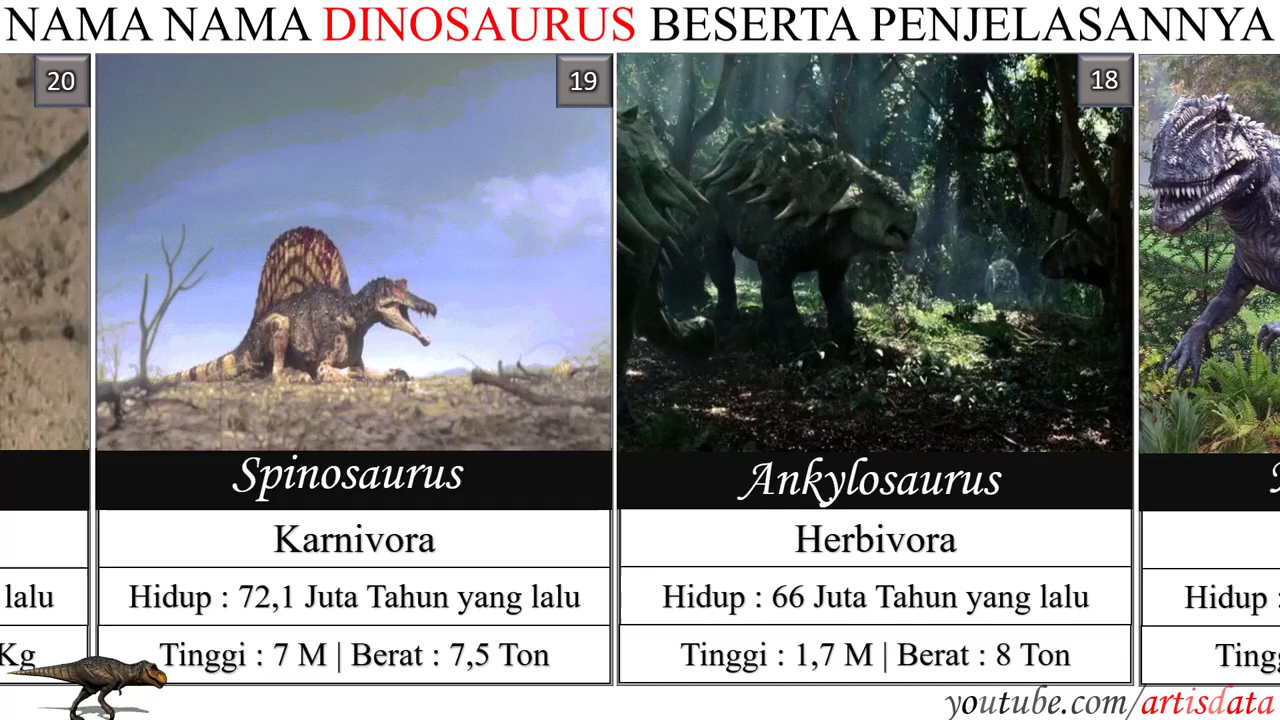 NAMA NAMA DINOSAURUS BESERTA PENJELASANNYA
20
19
18
Spinosaurus
Ankylosaurus
Karnivora
Herbivora
lalu
Hidup : 72,1 Juta Tahun yang lalu
Hidup : 66 Juta Tahun yang lalu
Hidup :
Kg
Tinggi : 7 M | Berat : 7,5 Ton
Tinggi : 1,7 M | Berat : 8 Ton
youtube.com/artisdata